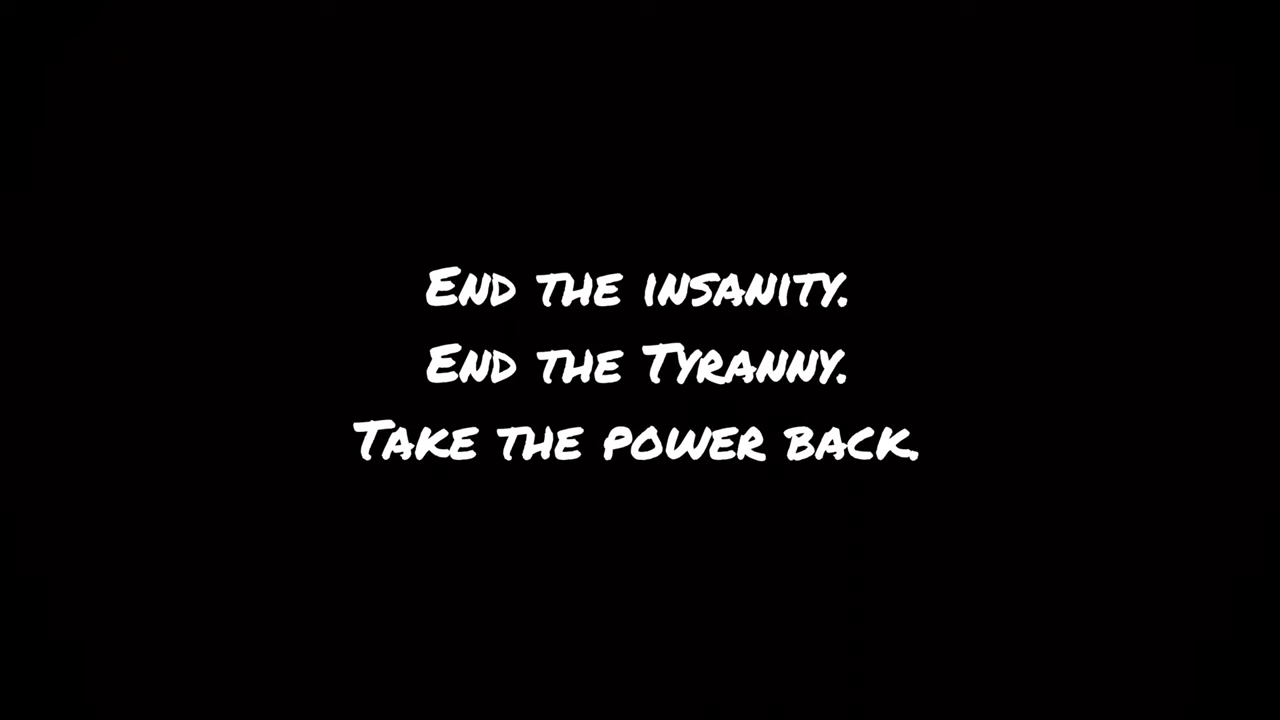 End the insanity.
End the Tyranny.
Take the power back.